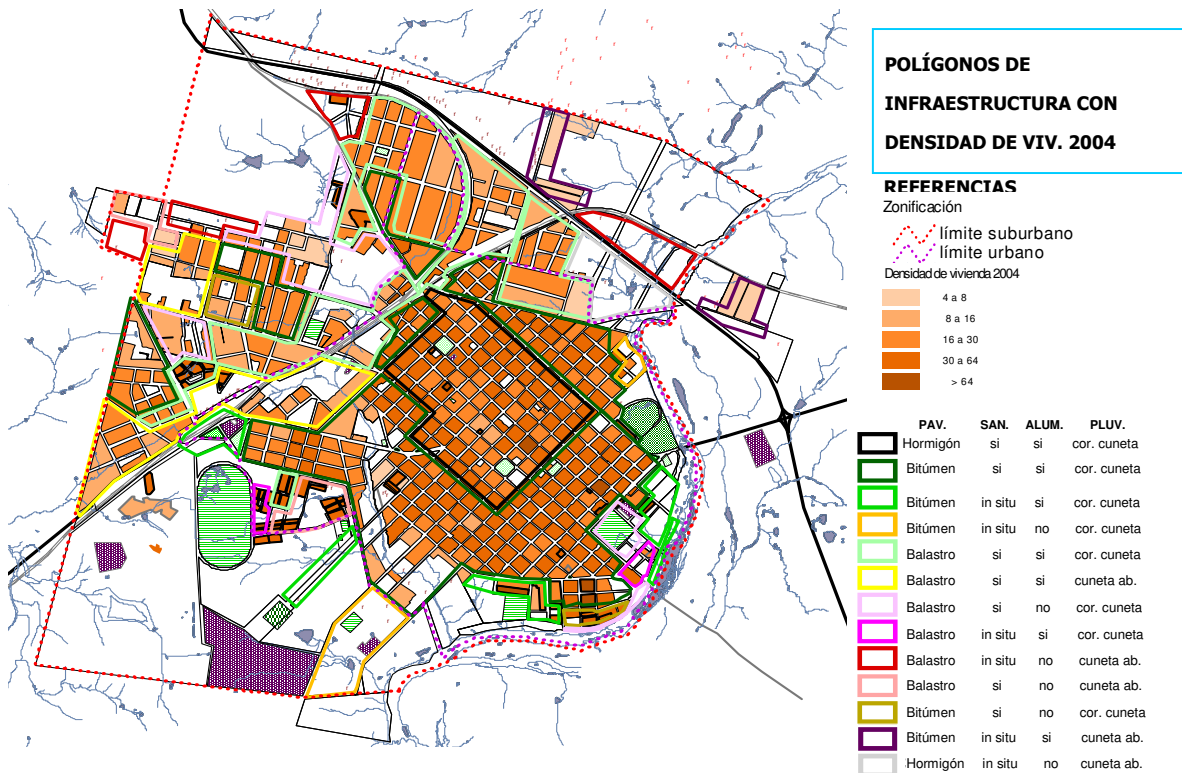 POLÍGONOS DE
INFRAESTRUCTURA CON
DENSIDAD DE VIV. 2004
REFERENCIAS
Zonificación
límite suburbano
límite urbano
Densidad de vivienda 2004
4 a 8
8 a 16
16 a 30
30 a 64
> 64
PAV. SAN. ALUM. PLUV.
Hormigón si si cor. cuneta
Bitúmen si si cor. cuneta
Bitúmen in situ si cor. cuneta
Bitúmen in situ no cor. cuneta
Balastro si si cor. cuneta
Balastro si si cuneta ab.
Balastro si no cor. cuneta
Balastro in situ si cor. cuneta
Balastro in situ no cuneta ab.
Balastro si no cuneta ab.
Bitúmen si no cor. cuneta
Bitúmen in situ si cuneta ab.
Hormigón in situ no cuneta ab.